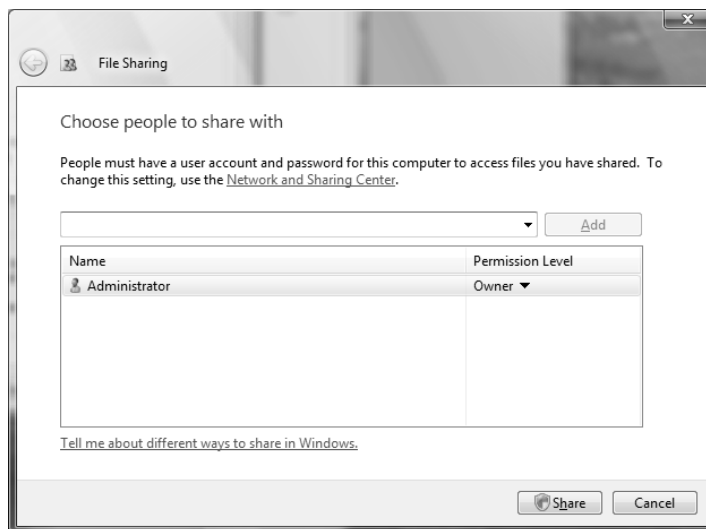 File Sharing
Choose people to share with
People must have a user account and password for this computer to access files you have shared. To
change this setting, use the Network and Sharing Center.
Add
Name Permission Level
Administrator Owner
Tell me about different ways to share in Windows.
Share Cancel